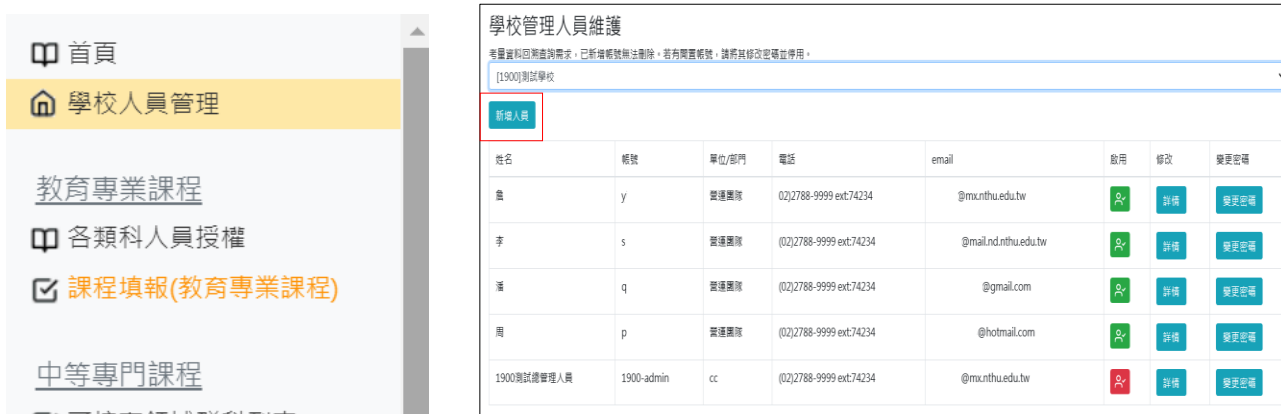 首頁
學校人員管理
教育專業課程
各類科人員授權
課程填報(教育專業課程)
中等專門課程
學校管理人員維護
考量資料回溯查詢需求，已新增帳號無法刪除。若有閒置帳號，請將其修改密碼並停用。
[1900]測試學校
新增人員
姓名 帳號 單位/部門 電話 email 啟用 修改 變更密碼
詹 y 營運團隊 02)2788-9999 ext:74234 @mx.nthu.edu.tw 詳情 變更密碼
李 s 營運團隊 (02)2788-9999 ext:74234 @mail.nd.nthu.edu.tw 詳情 變更密碼
潘 q 營運團隊 (02)2788-9999 ext:74234 @gmail.com 詳情 變更密碼
周 p 營運團隊 (02)2788-9999 ext:74234 @hotmail.com 詳情 變更密碼
1900測試總管理人員 1900-admin cc (02)2788-9999 ext:74234 @mx.nthu.edu.tw 詳情 變更密碼